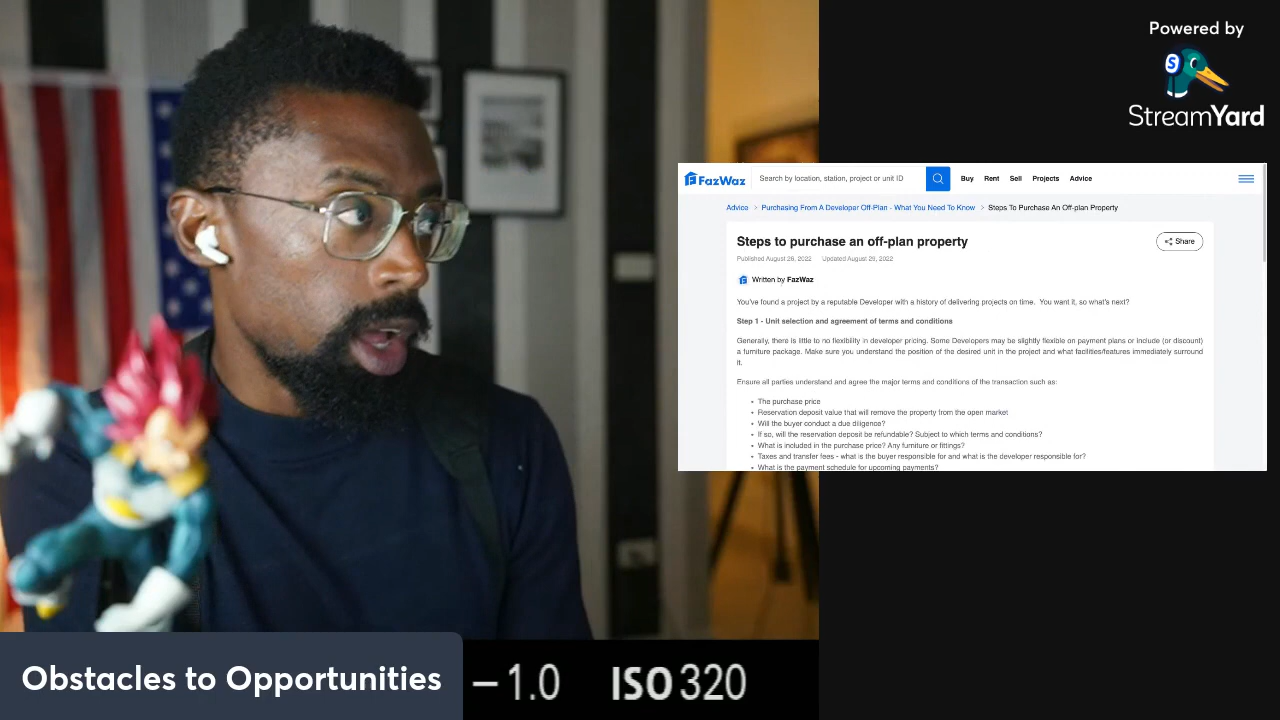 Powered by
StreamYard
FazWaz
Search by location, station, project or unit ID
Buy Rent Sell Projects Advice
Advice > Purchasing From A Developer Off-Plan - What You Need To Know > Steps To Purchase An Off-plan Property
Steps to purchase an off-plan property
Share
Published August 26, 2022 Updated August 29, 2022
Written by FazWaz
You've found a project by a reputable Developer with a history of delivering projects on time. You want it, so what's next?
Step 1 - Unit selection and agreement of terms and conditions
Generally, there is little to no flexibility in developer pricing. Some Developers may be slightly flexible on payment plans or include (or discount)
a furniture package. Make sure you understand the position of the desired unit in the project and what facilities/features immediately surround
it.
Ensure all parties understand and agree the major terms and conditions of the transaction such as:
• The purchase price
• Reservation deposit value that will remove the property from the open market
• Will the buyer conduct a due diligence?
• If so, will the reservation deposit be refundable? Subject to which terms and conditions?
• What is included in the purchase price? Any furniture or fittings?
• Taxes and transfer fees - what is the buyer responsible for and what is the developer responsible for?
• What is the payment schedule for upcoming payments?
Obstacles to Opportunities
– 1.0 ISO 320